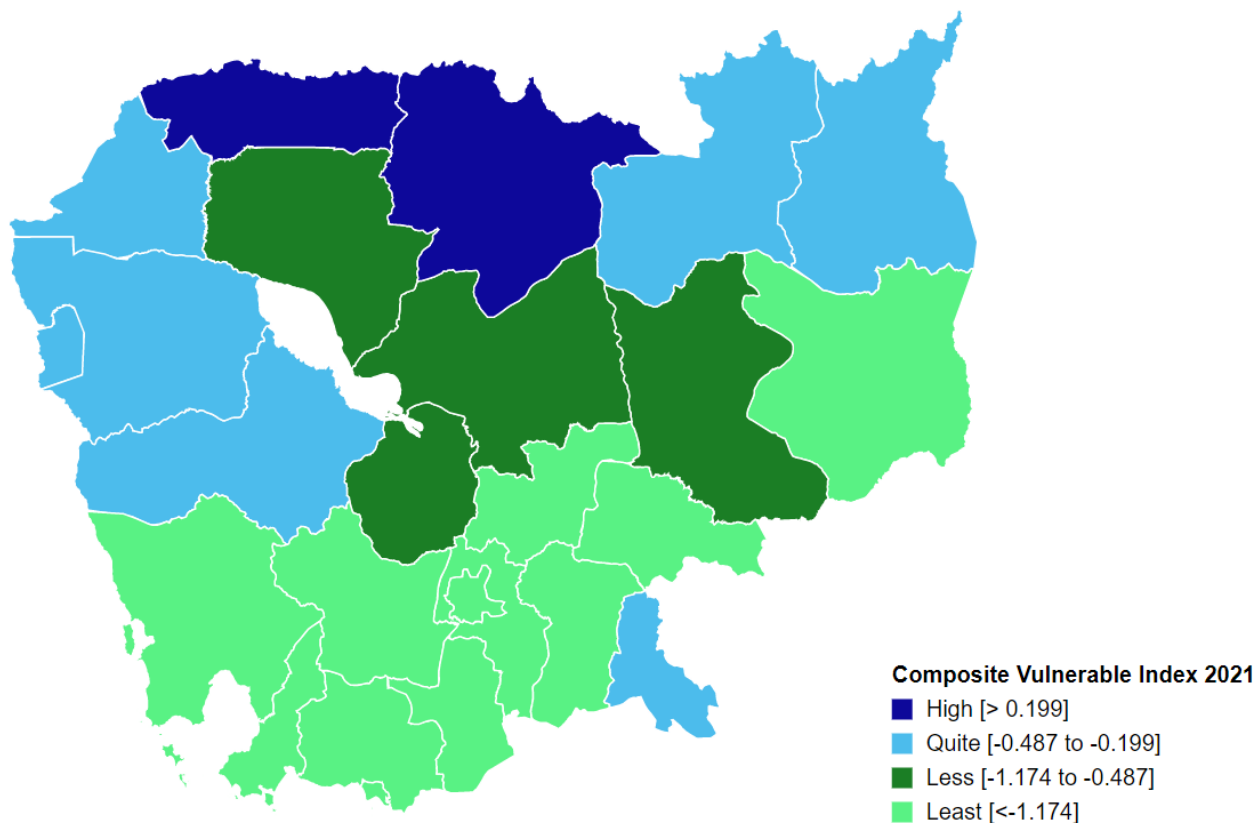 Composite Vulnerable Index 2021
High [> 0.199]
Quite [-0.487 to -0.199]
Less [-1.174 to -0.487]
Least [<-1.174]